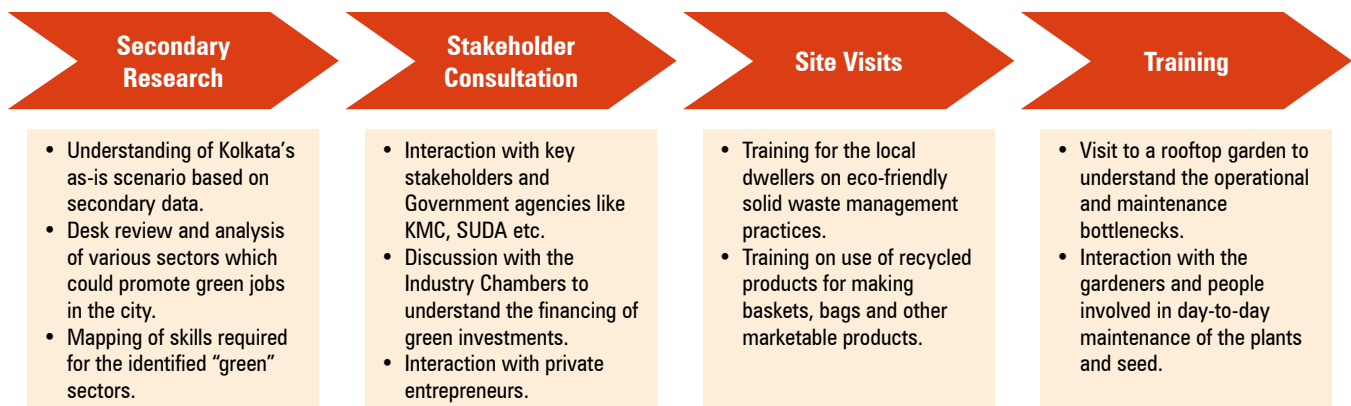 Secondary
Research
• Understanding of Kolkata's
as-is scenario based on
secondary data.
• Desk review and analysis
of various sectors which
could promote green jobs
in the city.
• Mapping of skills required
for the identified “green”
sectors.
Stakeholder
Consultation
• Interaction with key
stakeholders and
Government agencies like
KMC, SUDA etc.
• Discussion with the
Industry Chambers to
understand the financing of
green investments.
• Interaction with private
entrepreneurs.
Site Visits
• Training for the local
dwellers on eco-friendly
solid waste management
practices.
• Training on use of recycled
products for making
baskets, bags and other
marketable products.
Training
• Visit to a rooftop garden to
understand the operational
and maintenance
bottlenecks.
• Interaction with the
gardeners and people
involved in day-to-day
maintenance of the plants
and seed.